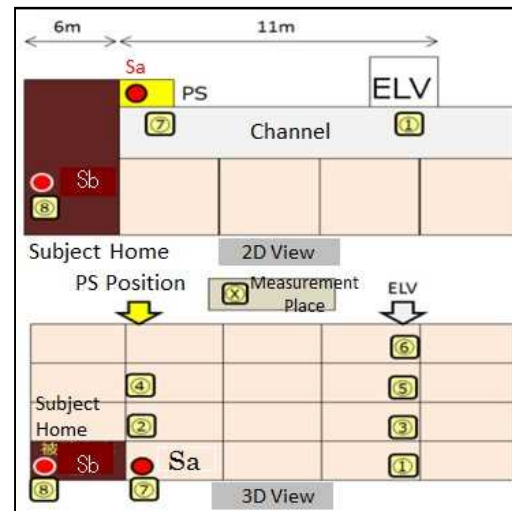 6m 11m
Sa
PS ELV
⑦ Channel ①
Sb
⑧
Subject Home 2D View
PS Position Ⓧ Measurement Place ELV
⑥
④ ⑤
Subject Home
② ③
被
Sb Sa ①
⑧ ⑦
3D View